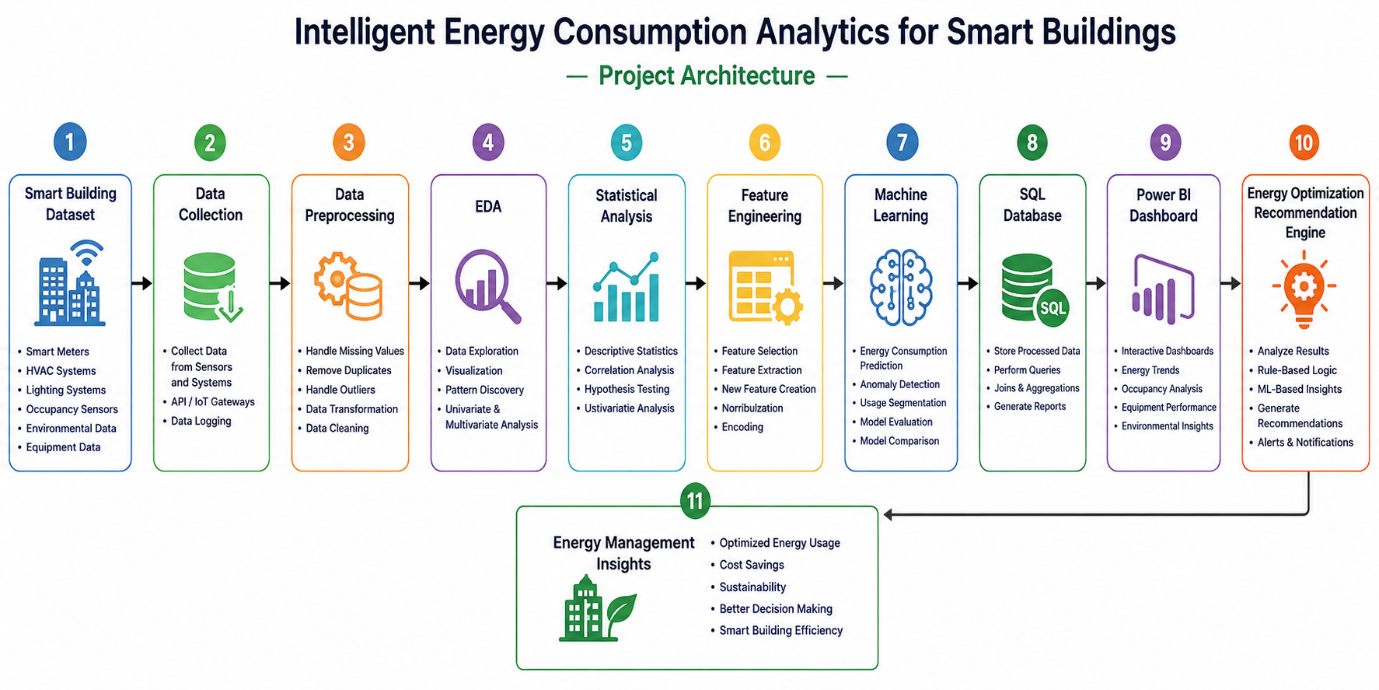 Intelligent Energy Consumption Analytics for Smart Buildings
— Project Architecture —
1
Smart Building
Dataset
• Smart Meters
• HVAC Systems
• Lighting Systems
• Occupancy Sensors
• Environmental Data
• Equipment Data
2
Data
Collection
• Collect Data
from Sensors
and Systems
• API / IoT Gateways
• Data Logging
3
Data
Preprocessing
• Handle Missing Values
• Remove Duplicates
• Handle Outliers
• Data Transformation
• Data Cleaning
4
EDA
• Data Exploration
• Visualization
• Pattern Discovery
• Univariate &
Multivariate Analysis
5
Statistical
Analysis
• Descriptive Statistics
• Correlation Analysis
• Hypothesis Testing
• Ustivariatie Analysis
6
Feature
Engineering
• Feature Selection
• Feature Extraction
• New Feature Creation
• Norribulzation
• Encoding
7
Machine
Learning
• Energy Consumption
Prediction
• Anomaly Detection
• Usage Segmentation
• Model Evaluation
• Model Comparison
8
SQL
Database
SQL
• Store Processed Data
• Perform Queries
• Joins & Aggregations
• Generate Reports
9
Power BI
Dashboard
• Interactive Dashboards
• Energy Trends
• Occupancy Analysis
• Equipment Performance
• Environmental Insights
10
Energy Optimization
Recommendation
Engine
• Analyze Results
• Rule-Based Logic
• ML-Based Insights
• Generate
Recommendations
• Alerts & Notifications
11
Energy Management
Insights
• Optimized Energy Usage
• Cost Savings
• Sustainability
• Better Decision Making
• Smart Building Efficiency